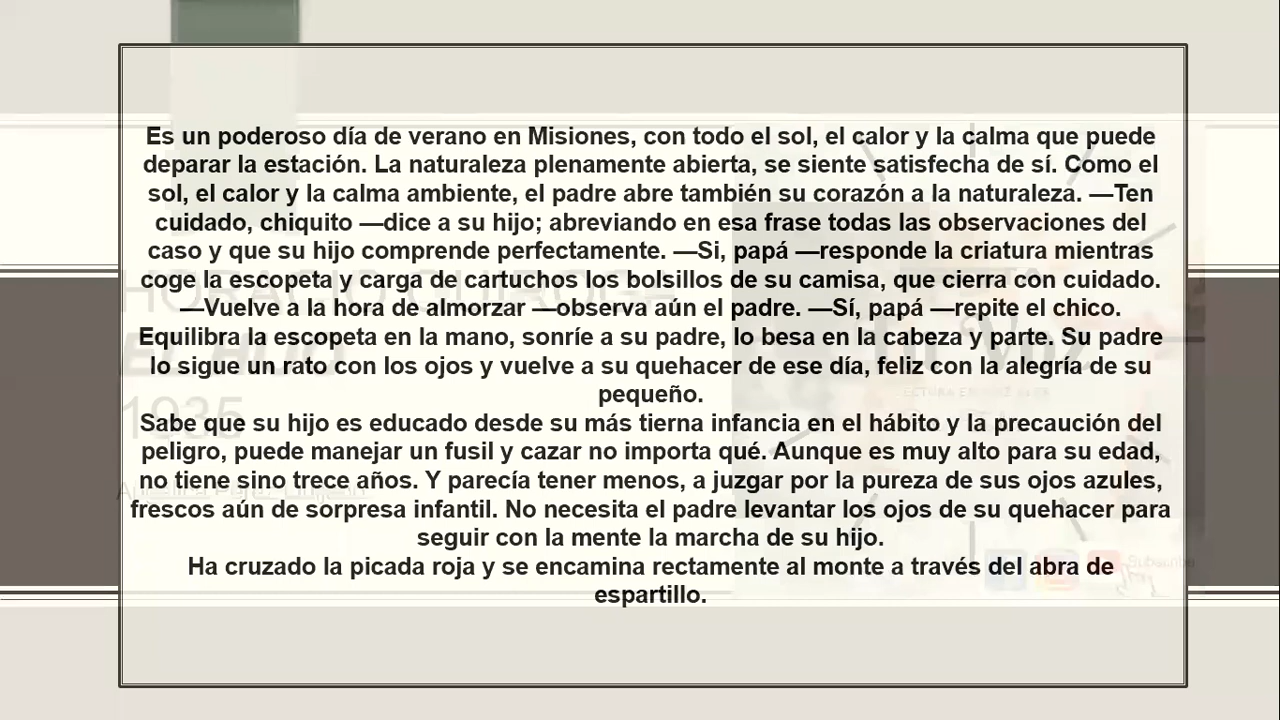 Es un poderoso día de verano en Misiones, con todo el sol, el calor y la calma que puede
deparar la estación. La naturaleza plenamente abierta, se siente satisfecha de sí. Como el
sol, el calor y la calma ambiente, el padre abre también su corazón a la naturaleza. —Ten
cuidado, chiquito —dice a su hijo; abreviando en esa frase todas las observaciones del
caso y que su hijo comprende perfectamente. —Si, papá —responde la criatura mientras
coge la escopeta y carga de cartuchos los bolsillos de su camisa, que cierra con cuidado.
—Vuelve a la hora de almorzar —observa aún el padre. —Sí, papá —repite el chico.
Equilibra la escopeta en la mano, sonríe a su padre, lo besa en la cabeza y parte. Su padre
lo sigue un rato con los ojos y vuelve a su quehacer de ese día, feliz con la alegría de su
pequeño.
Sabe que su hijo es educado desde su más tierna infancia en el hábito y la precaución del
peligro, puede manejar un fusil y cazar no importa qué. Aunque es muy alto para su edad,
no tiene sino trece años. Y parecía tener menos, a juzgar por la pureza de sus ojos azules,
frescos aún de sorpresa infantil. No necesita el padre levantar los ojos de su quehacer para
seguir con la mente la marcha de su hijo.
Ha cruzado la picada roja y se encamina rectamente al monte a través del abra de
espartillo.
HORACIO QUIROGA
1935